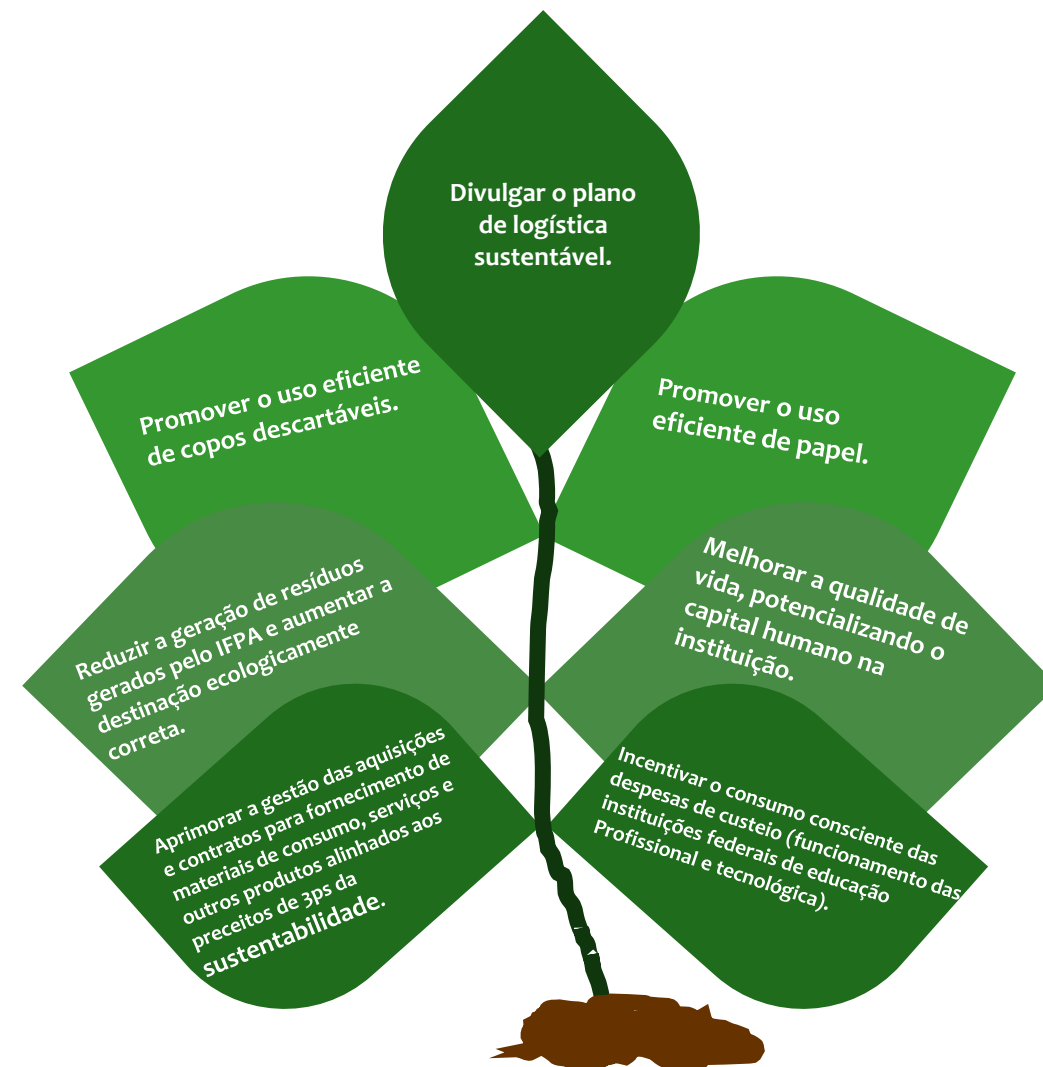 Divulgar o plano
de logística
sustentável.
Promover o uso eficiente
de copos descartáveis.
Promover o uso
eficiente de papel.
Reduzir a geração de resíduos
gerados pelo IFPA e aumentar a
destinação ecologicamente
correta.
Melhorar a qualidade de
vida, potencializando o
capital humano na
instituição.
Aprimorar a gestão das aquisições
e contratos para fornecimento de
materiais de consumo, serviços e
outros produtos alinhados aos
preceitos de 3ps da
sustentabilidade.
Incentivar o consumo consciente das
despesas de custeio (funcionamento das
instituições federais de educação
Profissional e tecnológica).